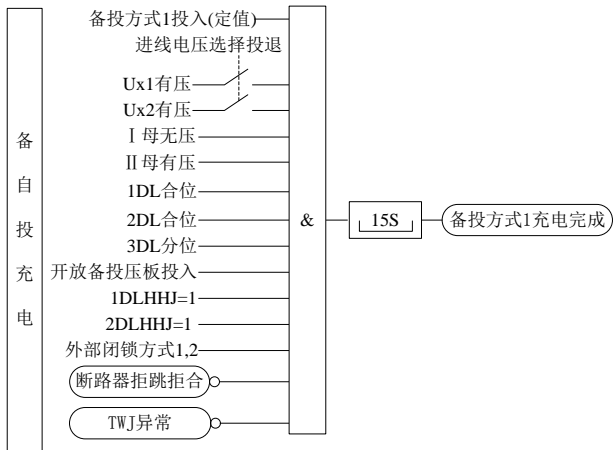 备投方式1投入(定值)
进线电压选择投退
Ux1有压
Ux2有压
Ⅰ母无压
Ⅱ母有压
1DL合位
2DL合位
3DL分位
开放备投压板投入
1DLHHJ=1
2DLHHJ=1
外部闭锁方式1,2
断路器拒跳拒合
TWJ异常
备自投充电
&
15S
备投方式1充电完成